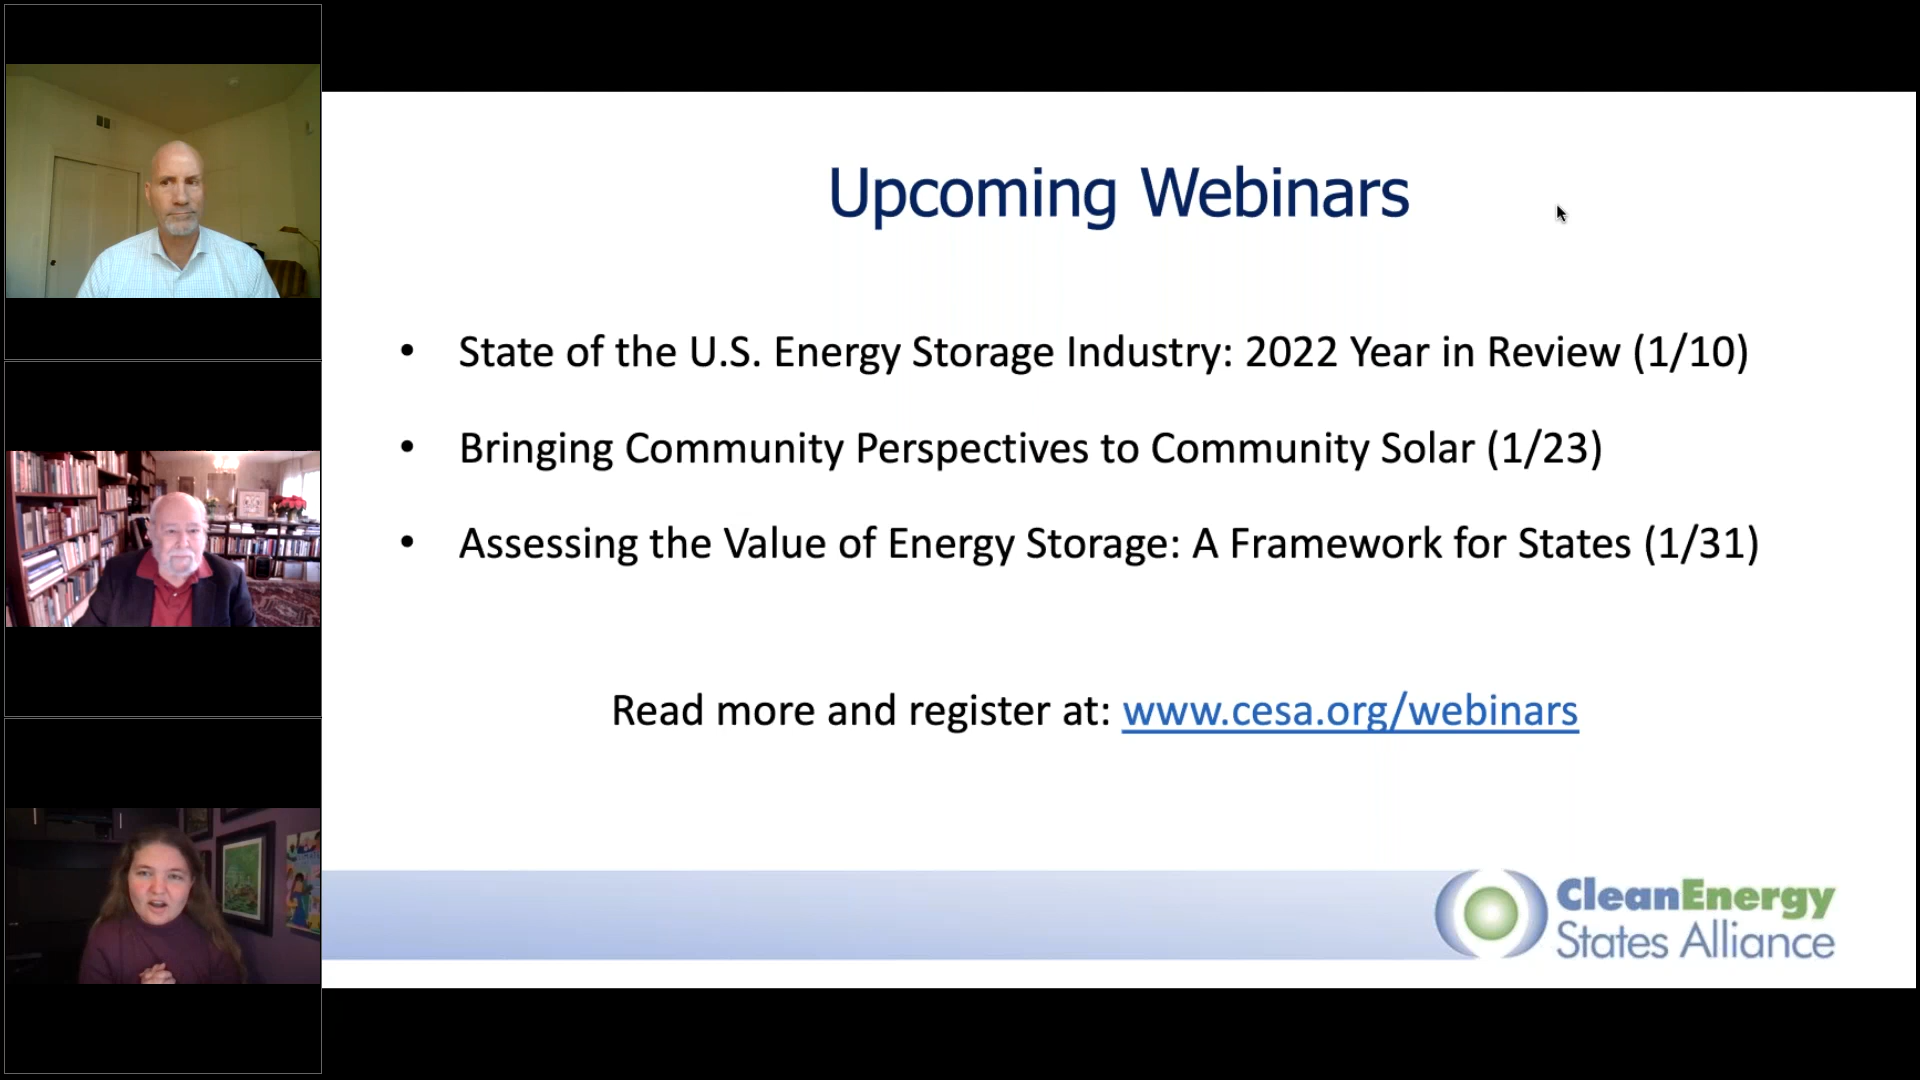 Upcoming Webinars
• State of the U.S. Energy Storage Industry: 2022 Year in Review (1/10)
• Bringing Community Perspectives to Community Solar (1/23)
• Assessing the Value of Energy Storage: A Framework for States (1/31)
Read more and register at: www.cesa.org/webinars
CleanEnergy
States Alliance